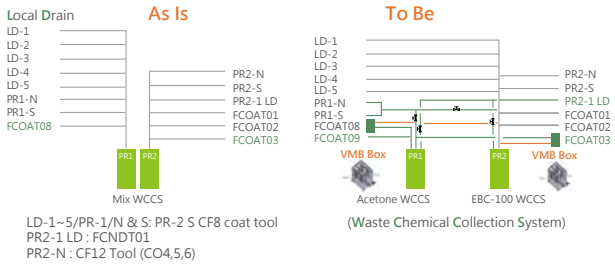 Local Drain
As Is
LD-1
LD-2
LD-3
LD-4
LD-5
PR1-N
PR1-S
FCOAT08
PR2-N
PR2-S
PR2-1 LD
FCOAT01
FCOAT02
FCOAT03
PR1
PR2
Mix WCCS
LD-1~5/PR-1/N & S: PR-2 S CF8 coat tool
PR2-1 LD : FCNDT01
PR2-N : CF12 Tool (CO4,5,6)
To Be
LD-1
LD-2
LD-3
LD-4
LD-5
PR1-N
PR1-S
FCOAT08
FCOAT09
PR2-N
PR2-S
PR2-1 LD
FCOAT01
FCOAT02
FCOAT03
VMB Box
PR1
PR2
VMB Box
Acetone WCCS
EBC-100 WCCS
(Waste Chemical Collection System)